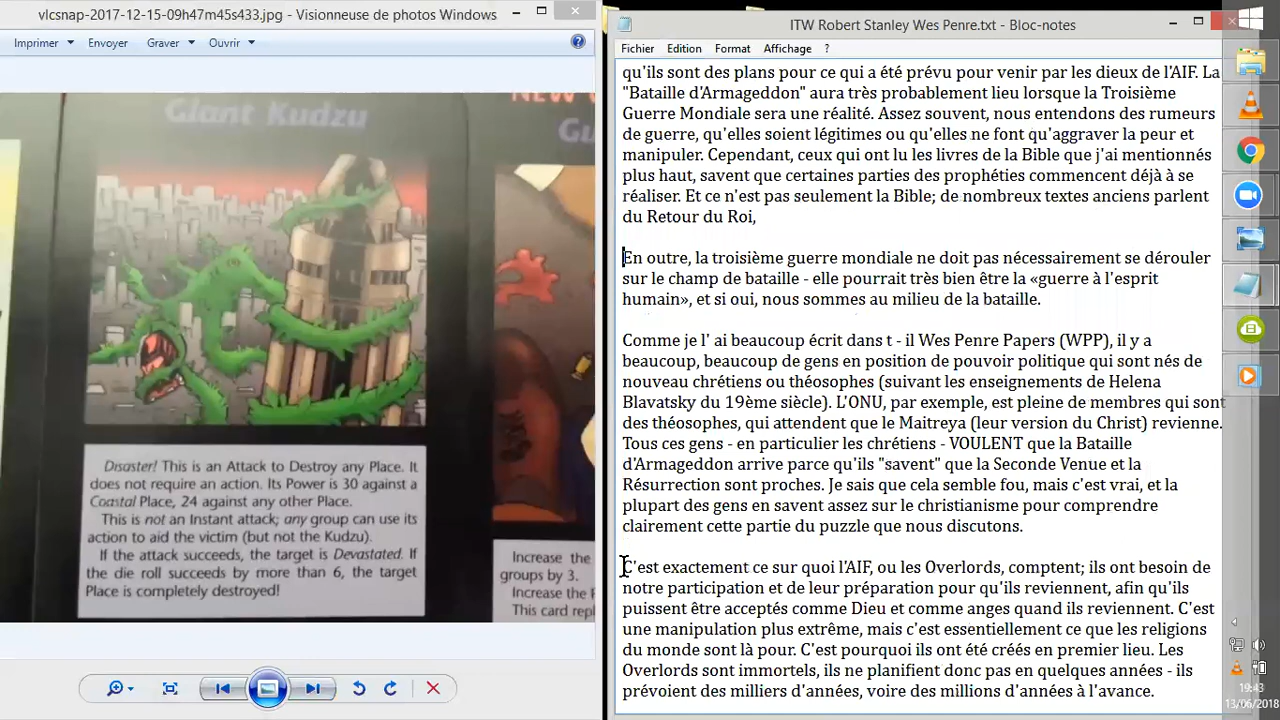 vlcsnap-2017-12-15-09h47m45s433.jpg - Visionneuse de photos Windows
Imprimer Envoyer Graver Ouvrir
Giant Kudzu
Disaster! This is an Attack to Destroy any Place. It
does not require an action. Its Power is 30 against a
Coastal Place, 24 against any other Place.
This is not an Instant attack; any group can use its
action to aid the victim (but not the Kudzu).
If the attack succeeds, the target is Devastated. If
the die roll succeeds by more than 6, the target
Place is completely destroyed!
Increase the
groups by 3.
Increase the
This card
ITW Robert Stanley Wes Penre.txt - Bloc-notes
Fichier Edition Format Affichage ?
qu'ils sont des plans pour ce qui a été prévu pour venir par les dieux de l'AIF. La
"Bataille d'Armageddon" aura très probablement lieu lorsque la Troisième
Guerre Mondiale sera une réalité. Assez souvent, nous entendons des rumeurs
de guerre, qu'elles soient légitimes ou qu'elles ne font qu'aggraver la peur et
manipuler. Cependant, ceux qui ont lu les livres de la Bible que j'ai mentionnés
plus haut, savent que certaines parties des prophéties commencent déjà à se
réaliser. Et ce n'est pas seulement la Bible; de nombreux textes anciens parlent
du Retour du Roi,
En outre, la troisième guerre mondiale ne doit pas nécessairement se dérouler
sur le champ de bataille - elle pourrait très bien être la «guerre à l'esprit
humain», et si oui, nous sommes au milieu de la bataille.
Comme je l' ai beaucoup écrit dans t - il Wes Penre Papers (WPP), il y a
beaucoup, beaucoup de gens en position de pouvoir politique qui sont nés de
nouveau chrétiens ou théosophes (suivant les enseignements de Helena
Blavatsky du 19ème siècle). L'ONU, par exemple, est pleine de membres qui sont
des théosophes, qui attendent que le Maitreya (leur version du Christ) revienne.
Tous ces gens - en particulier les chrétiens - VOULENT que la Bataille
d'Armageddon arrive parce qu'ils "savent" que la Seconde Venue et la
Résurrection sont proches. Je sais que cela semble fou, mais c'est vrai, et la
plupart des gens en savent assez sur le christianisme pour comprendre
clairement cette partie du puzzle que nous discutons.
C'est exactement ce sur quoi l'AIF, ou les Overlords, comptent; ils ont besoin de
notre participation et de leur préparation pour qu'ils reviennent, afin qu'ils
puissent être acceptés comme Dieu et comme anges quand ils reviennent. C'est
une manipulation plus extrême, mais c'est essentiellement ce que les religions
du monde sont là pour. C'est pourquoi ils ont été créés en premier lieu. Les
Overlords sont immortels, ils ne planifient donc pas en quelques années - ils
prévoient des milliers d'années, voire des millions d'années à l'avance.
19:43
13/06/2018